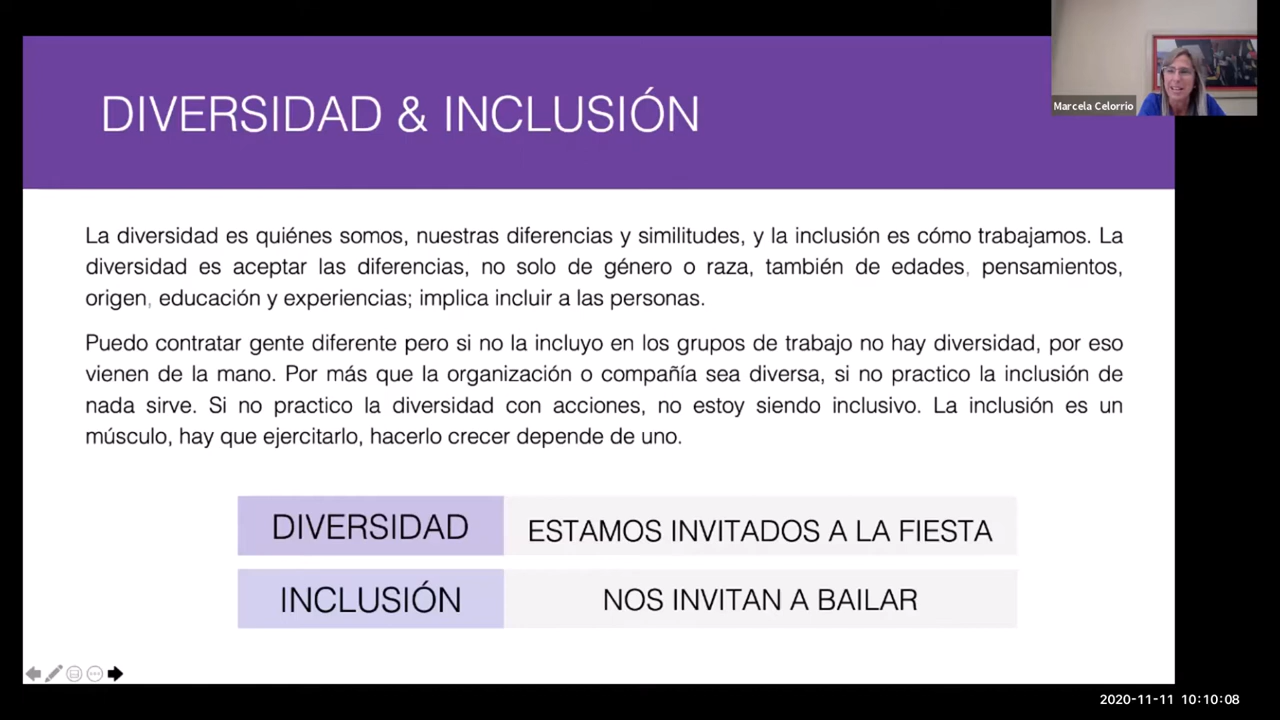 DIVERSIDAD & INCLUSIÓN
Marcela Celorrio
La diversidad es quiénes somos, nuestras diferencias y similitudes, y la inclusión es cómo trabajamos. La
diversidad es aceptar las diferencias, no solo de género o raza, también de edades, pensamientos,
origen, educación y experiencias; implica incluir a las personas.
Puedo contratar gente diferente pero si no la incluyo en los grupos de trabajo no hay diversidad, por eso
vienen de la mano. Por más que la organización o compañía sea diversa, si no practico la inclusión de
nada sirve. Si no practico la diversidad con acciones, no estoy siendo inclusivo. La inclusión es un
músculo, hay que ejercitarlo, hacerlo crecer depende de uno.
DIVERSIDAD ESTAMOS INVITADOS A LA FIESTA
INCLUSIÓN NOS INVITAN A BAILAR
2020-11-11 10:10:08